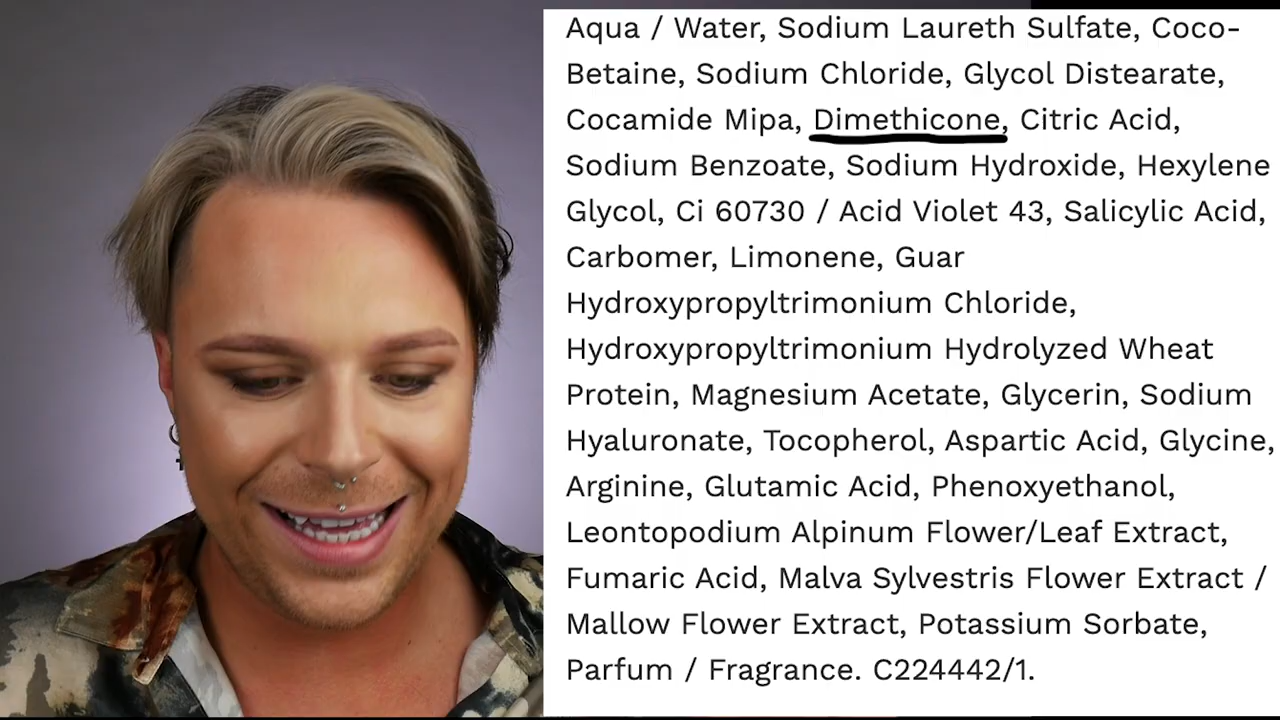 Aqua / Water, Sodium Laureth Sulfate, Coco-
Betaine, Sodium Chloride, Glycol Distearate,
Cocamide Mipa, Dimethicone, Citric Acid,
Sodium Benzoate, Sodium Hydroxide, Hexylene
Glycol, Ci 60730 / Acid Violet 43, Salicylic Acid,
Carbomer, Limonene, Guar
Hydroxypropyltrimonium Chloride,
Hydroxypropyltrimonium Hydrolyzed Wheat
Protein, Magnesium Acetate, Glycerin, Sodium
Hyaluronate, Tocopherol, Aspartic Acid, Glycine,
Arginine, Glutamic Acid, Phenoxyethanol,
Leontopodium Alpinum Flower/Leaf Extract,
Fumaric Acid, Malva Sylvestris Flower Extract /
Mallow Flower Extract, Potassium Sorbate,
Parfum / Fragrance. C224442/1.